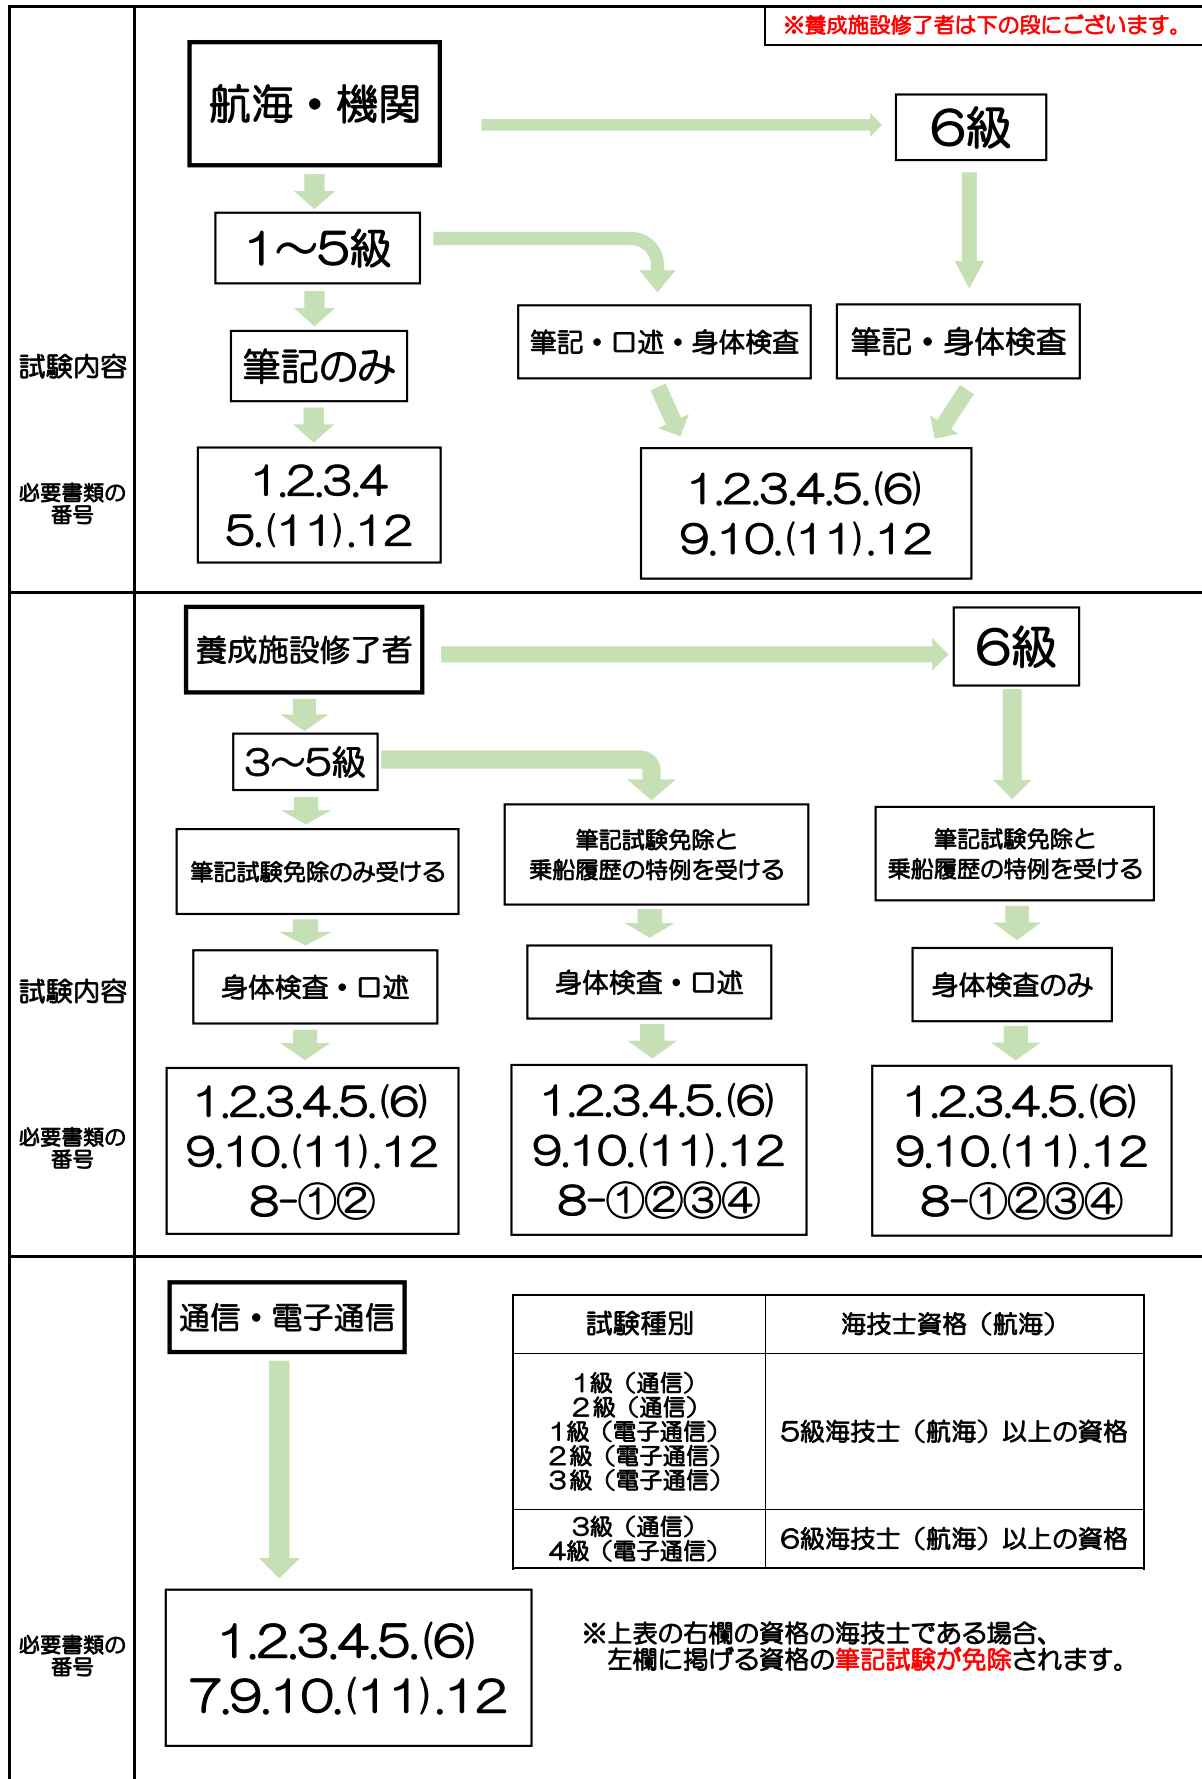 ※養成施設修了者は下の段にございます。
航海・機関
6級
1～5級
試験内容
筆記のみ
筆記・口述・身体検査
筆記・身体検査
必要書類の
番号
1.2.3.4
5.(11).12
1.2.3.4.5.(6)
9.10.(11).12
養成施設修了者
6級
3～5級
筆記試験免除のみ受ける
筆記試験免除と
乗船履歴の特例を受ける
筆記試験免除と
乗船履歴の特例を受ける
試験内容
身体検査・口述
身体検査・口述
身体検査のみ
必要書類の
番号
1.2.3.4.5.(6)
9.10.(11).12
8-①②
1.2.3.4.5.(6)
9.10.(11).12
8-①②③④
1.2.3.4.5.(6)
9.10.(11).12
8-①②③④
通信・電子通信
試験種別
海技士資格（航海）
1級（通信）
2級（通信）
1級（電子通信）
2級（電子通信）
3級（電子通信）
5級海技士（航海）以上の資格
3級（通信）
4級（電子通信）
6級海技士（航海）以上の資格
必要書類の
番号
1.2.3.4.5.(6)
7.9.10.(11).12
※上表の右欄の資格の海技士である場合、
左欄に掲げる資格の筆記試験が免除されます。